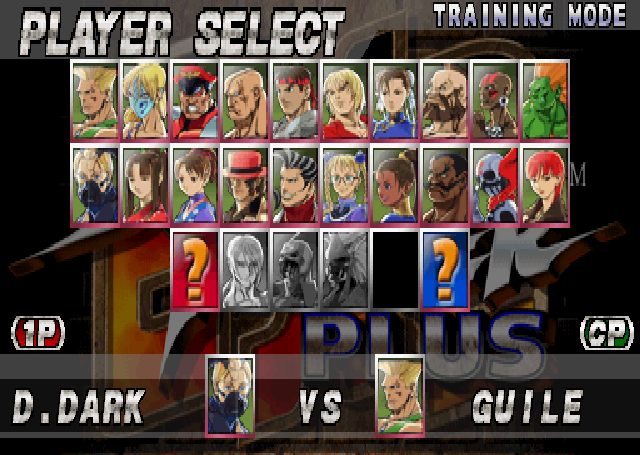 PLAYER SELECT
TRAINING MODE
M
?
?
1P
CP
PLUS
D.DARK
VS
GUILE